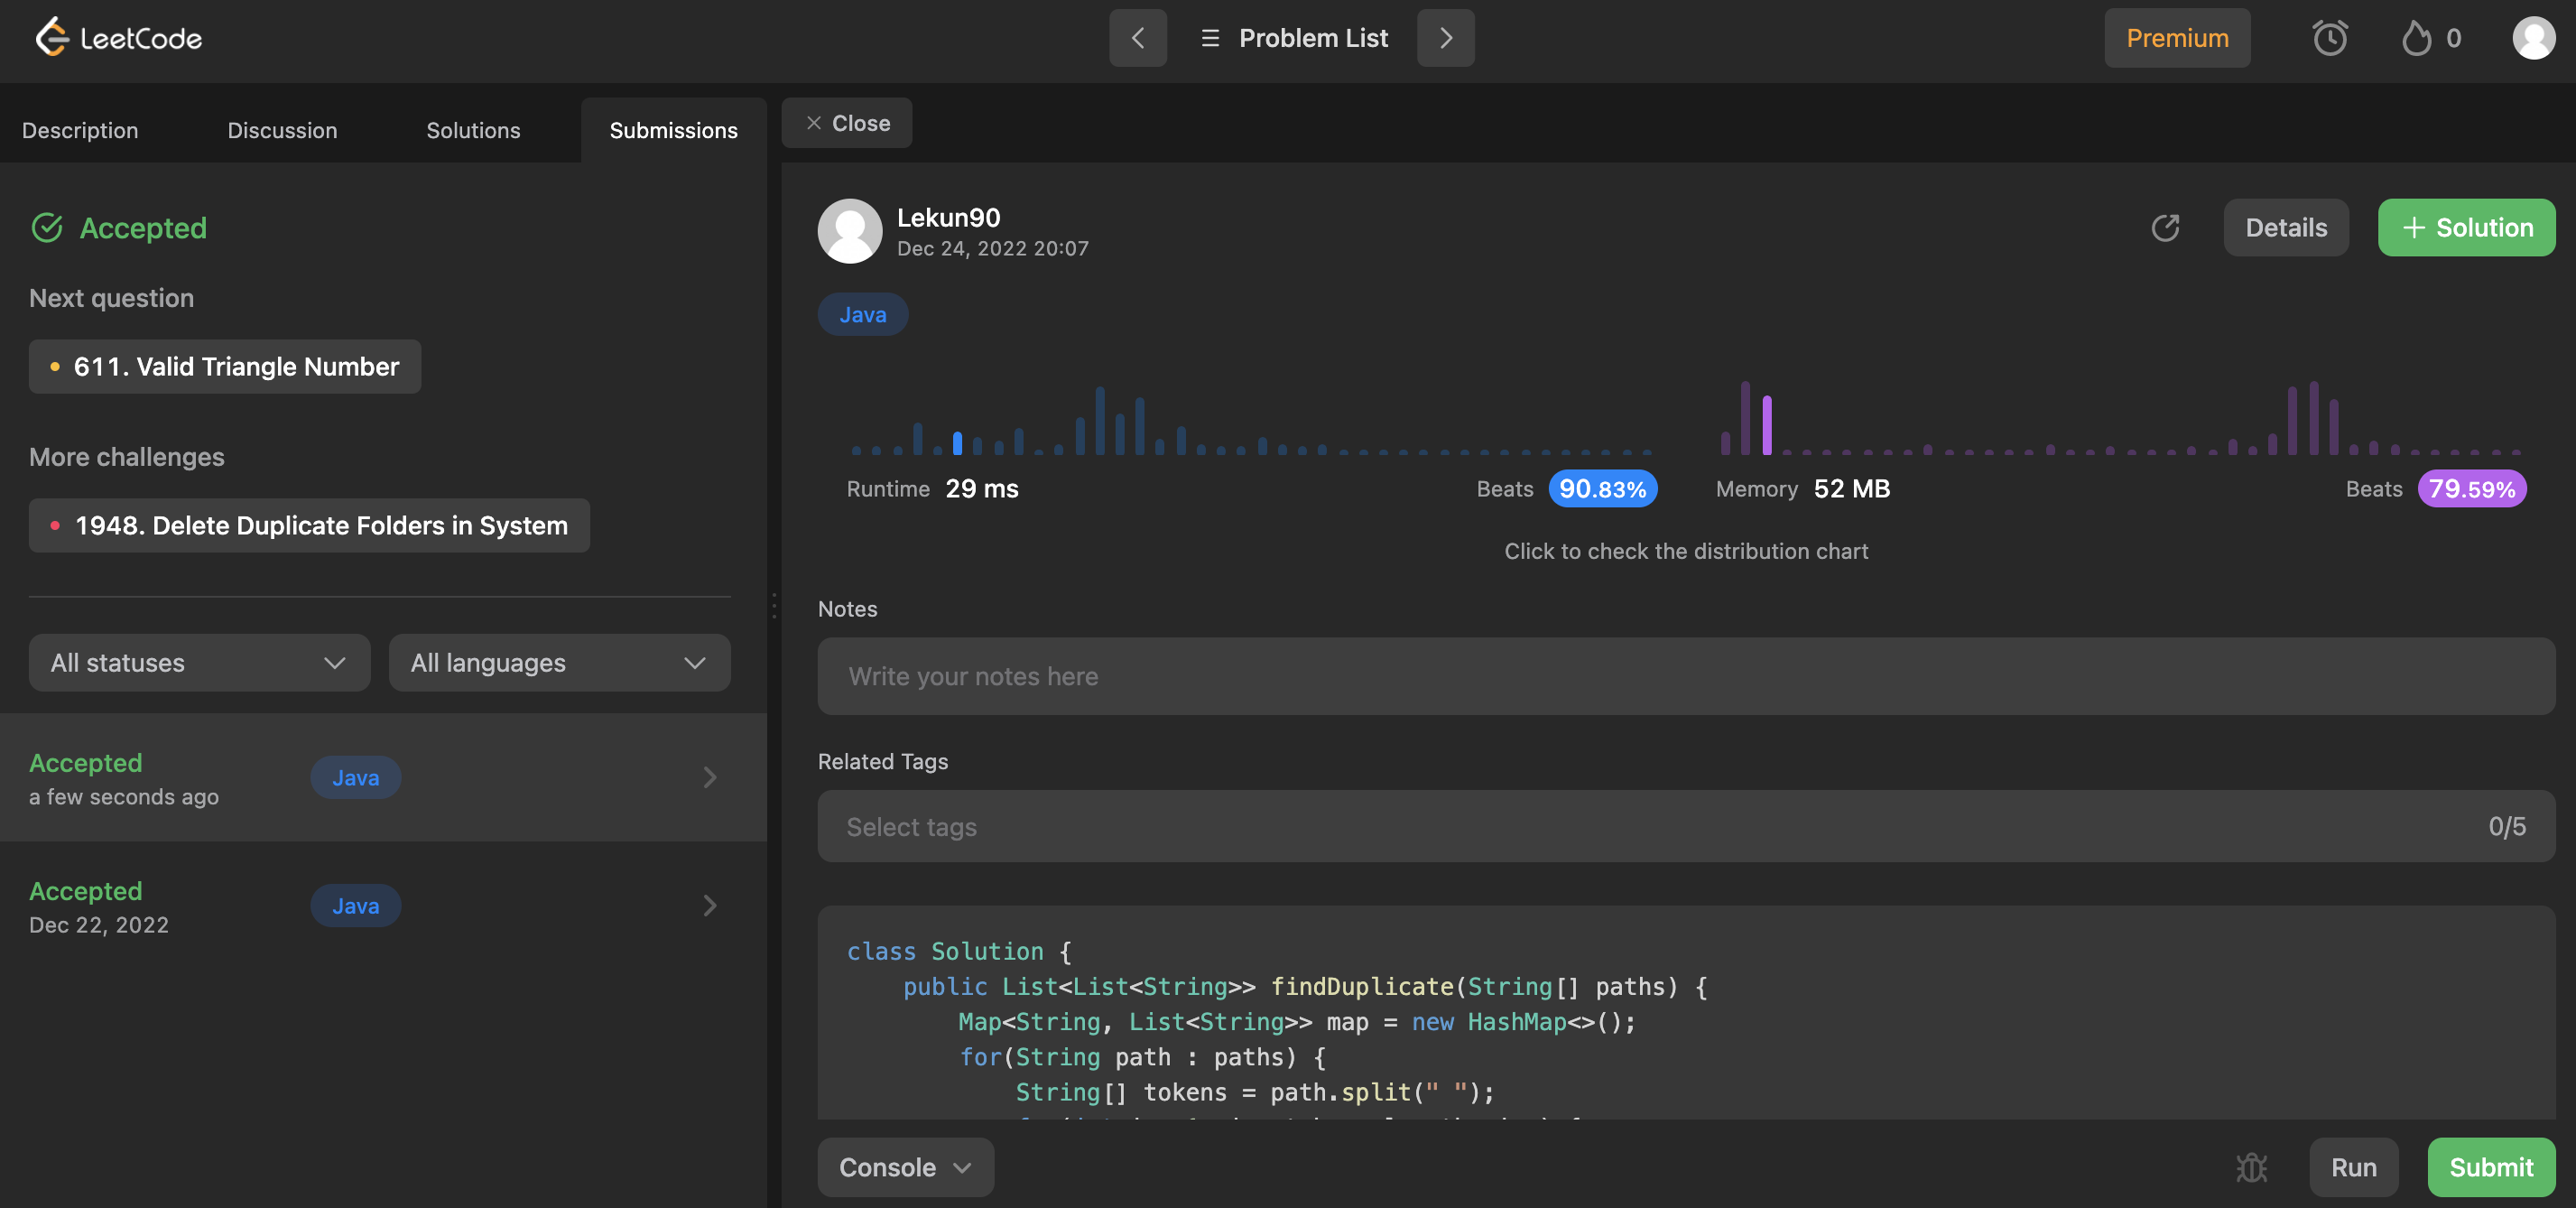 LeetCode
Problem List
Premium
0
Description
Discussion
Solutions
Submissions
Close
Accepted
Next question
611. Valid Triangle Number
More challenges
1948. Delete Duplicate Folders in System
All statuses
All languages
Accepted
a few seconds ago
Java
Accepted
Dec 22, 2022
Java
Lekun90
Dec 24, 2022 20:07
Details
Solution
Java
Runtime 29 ms
Beats 90.83%
Memory 52 MB
Beats 79.59%
Click to check the distribution chart
Notes
Write your notes here
Related Tags
Select tags
0/5
class Solution {
public List<List<String>> findDuplicate(String[] paths) {
Map<String, List<String>> map = new HashMap<>();
for(String path : paths) {
String[] tokens = path.split(" ");
Console
Run
Submit